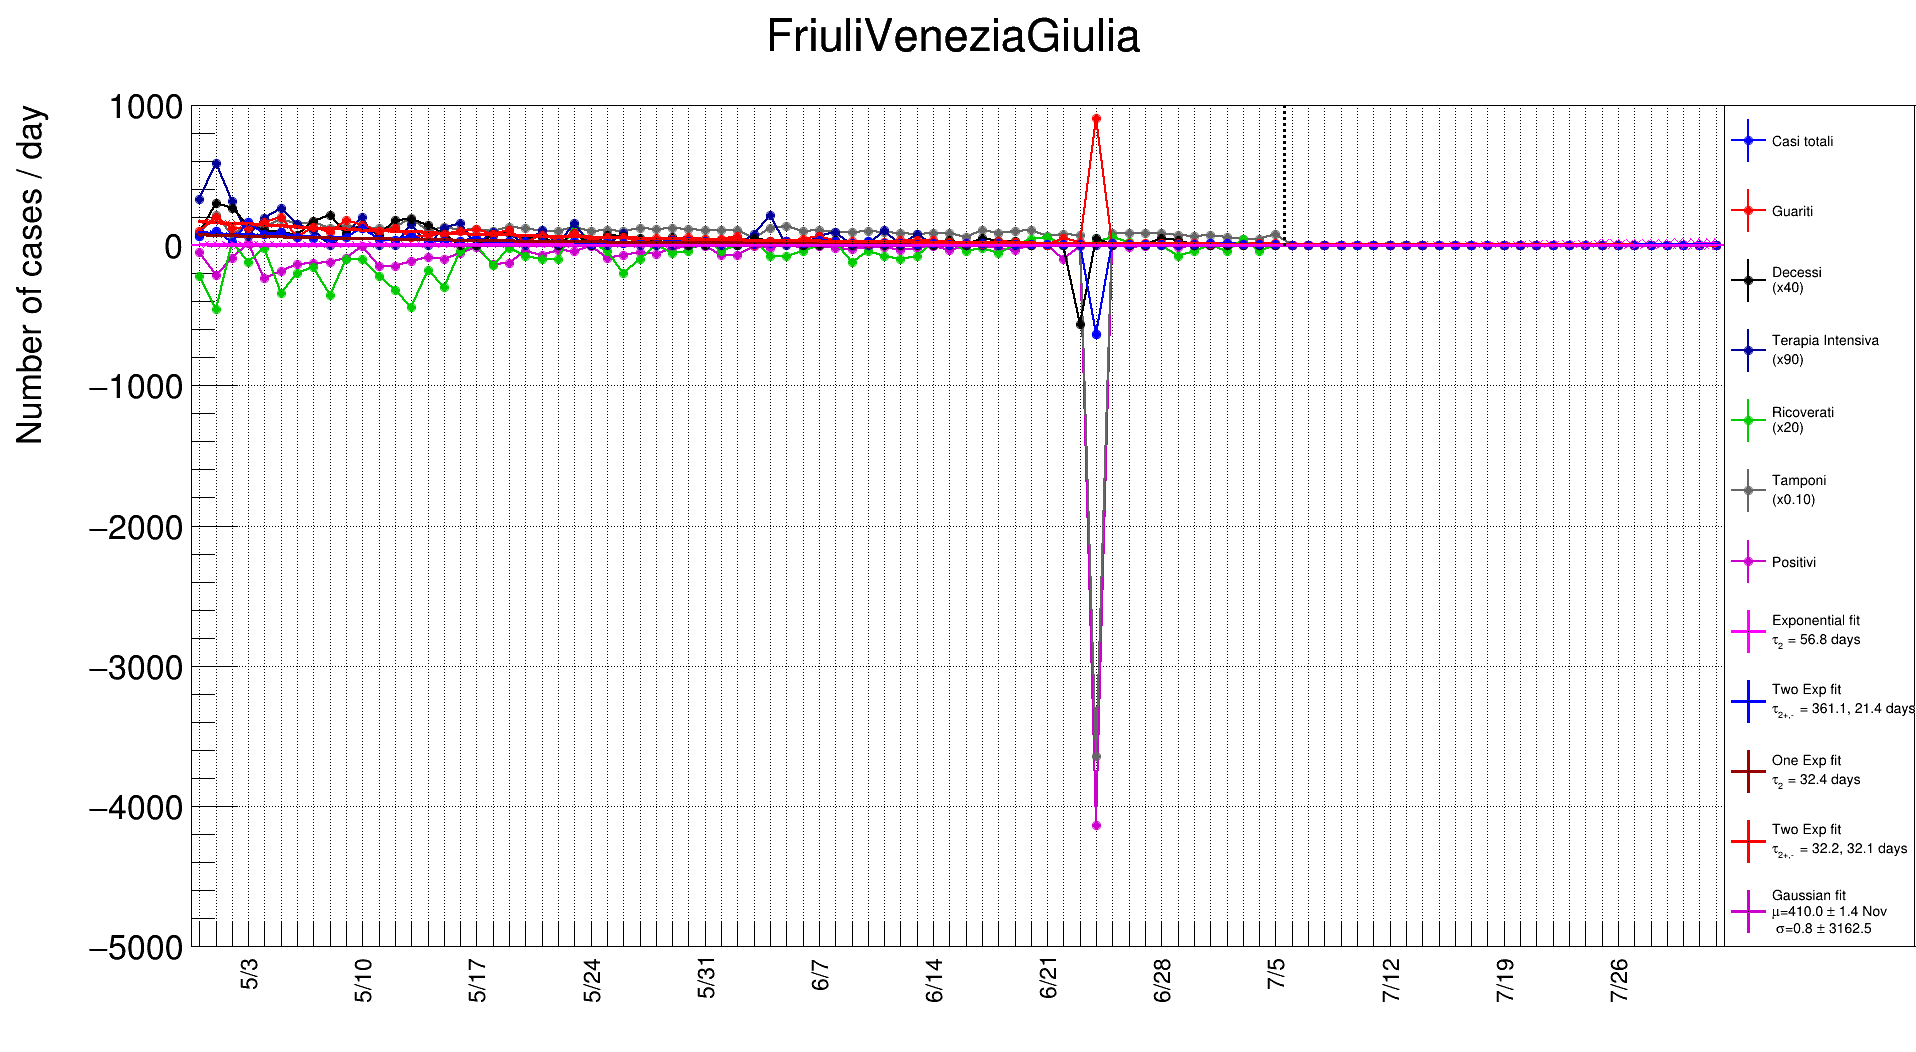 FriuliVeneziaGiulia
Number of cases / day
1000
0
−1000
−2000
−3000
−4000
−5000
5/3
5/10
5/17
5/24
5/31
6/7
6/14
6/21
6/28
7/5
7/12
7/19
7/26
Casi totali
Guariti
Decessi
(x40)
Terapia Intensiva
(x90)
Ricoverati
(x20)
Tamponi
(x0.10)
Positivi
Exponential fit
τ2 = 56.8 days
Two Exp fit
τ2+,- = 361.1, 21.4 days
One Exp fit
τ2 = 32.4 days
Two Exp fit
τ2+,- = 32.2, 32.1 days
Gaussian fit
μ=410.0 ± 1.4 Nov
σ=0.8 ± 3162.5